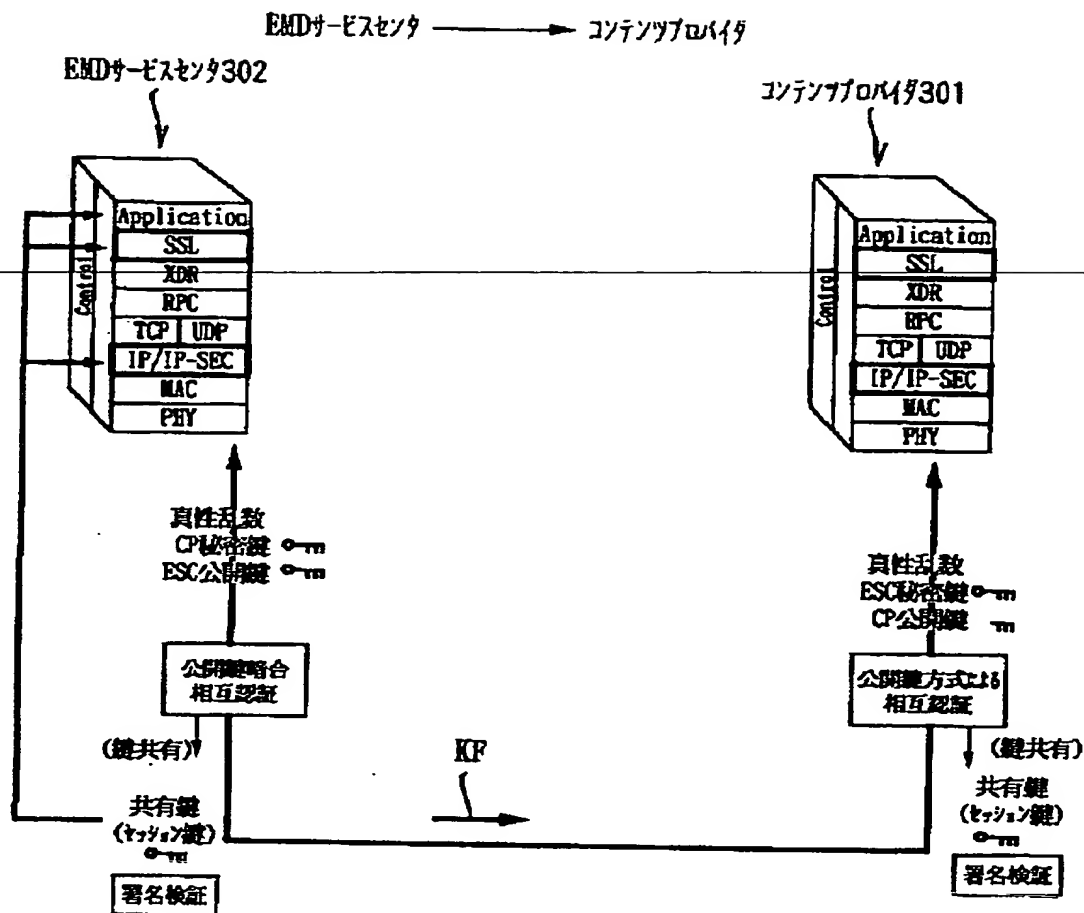 EMDサービスセンタ → コンテンツプロバイダ
EMDサービスセンタ302
コンテンツプロバイダ301
Control
Application
SSL
XDR
RPC
TCP UDP
IP/IP-SEC
MAC
PHY
Control
Application
SSL
XDR
RPC
TCP UDP
IP/IP-SEC
MAC
PHY
真性乱数
CP秘密鍵
ESC公開鍵
公開鍵暗合
相互認証
(鍵共有)
共有鍵
(セッション鍵)
署名検証
KF
真性乱数
ESC秘密鍵
CP公開鍵
公開鍵方式による
相互認証
(鍵共有)
共有鍵
(セッション鍵)
署名検証